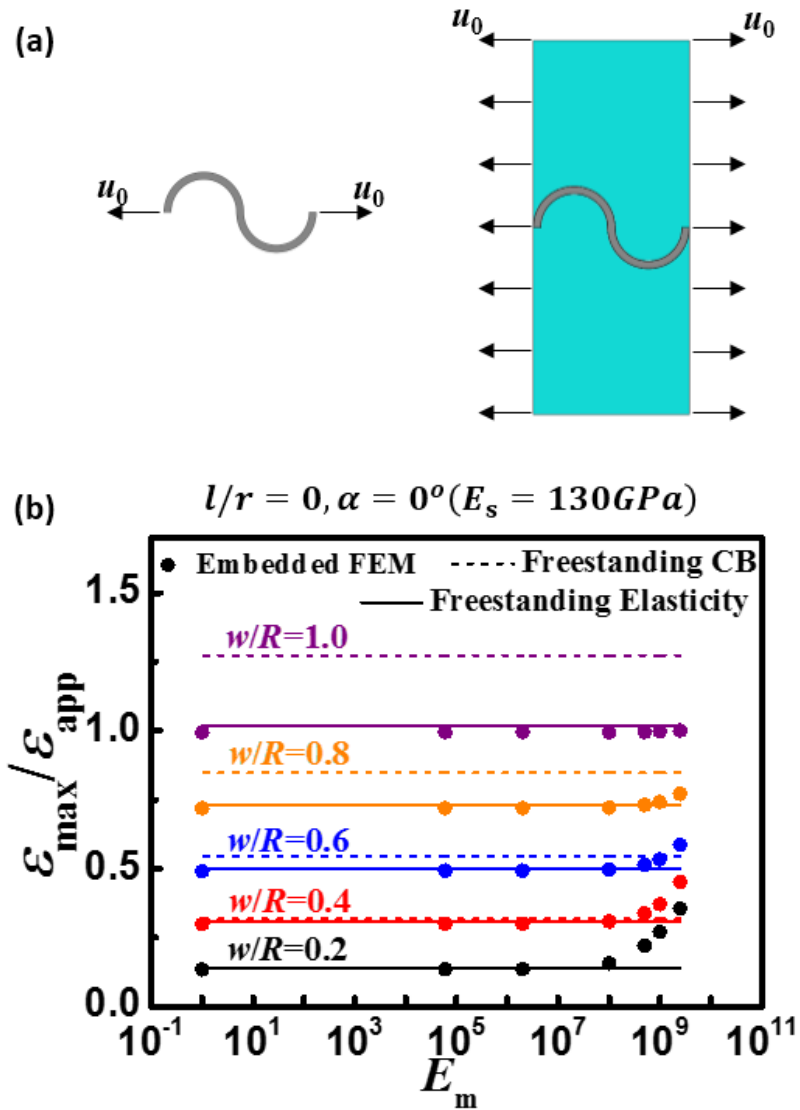 (a)
u₀ u₀
u₀ u₀
(b)
l/r = 0, α = 0ᵒ(Eₛ = 130GPa)
Embedded FEM Freestanding CB
Freestanding Elasticity
1.5
w/R=1.0
1.0
w/R=0.8
w/R=0.6
0.5
w/R=0.4
w/R=0.2
0.0
εmax/εapp
10⁻¹ 10¹ 10³ 10⁵ 10⁷ 10⁹ 10¹¹
Eₘ